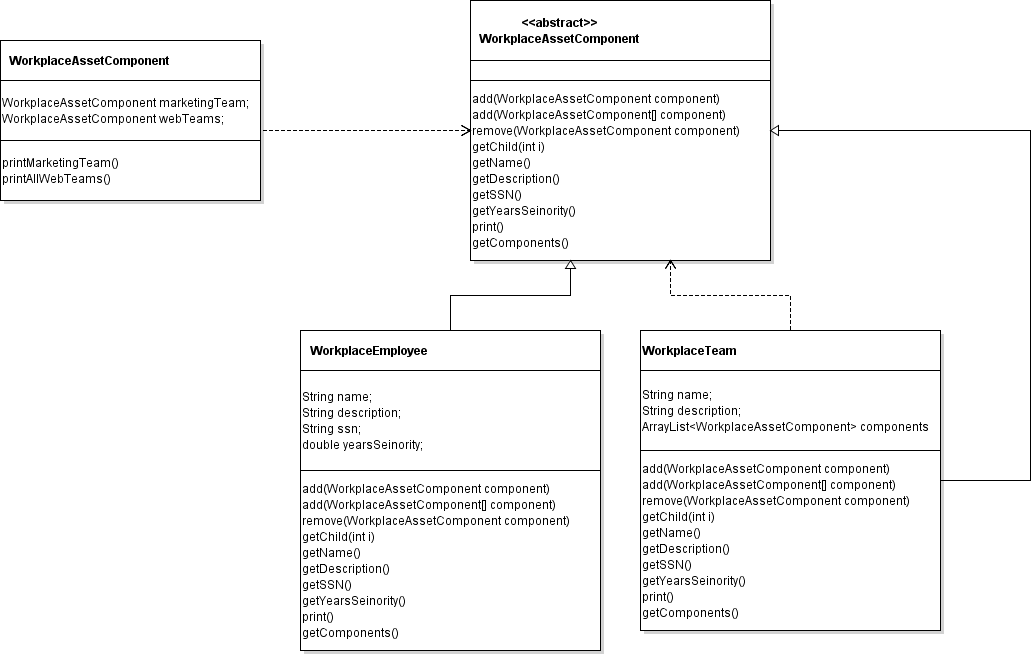 <<abstract>>
WorkplaceAssetComponent
add(WorkplaceAssetComponent component)
add(WorkplaceAssetComponent[] component)
remove(WorkplaceAssetComponent component)
getChild(int i)
getName()
getDescription()
getSSN()
getYearsSeinority()
print()
getComponents()
WorkplaceAssetComponent
WorkplaceAssetComponent marketingTeam;
WorkplaceAssetComponent webTeams;
printMarketingTeam()
printAllWebTeams()
WorkplaceEmployee
String name;
String description;
String ssn;
double yearsSeinority;
add(WorkplaceAssetComponent component)
add(WorkplaceAssetComponent[] component)
remove(WorkplaceAssetComponent component)
getChild(int i)
getName()
getDescription()
getSSN()
getYearsSeinority()
print()
getComponents()
WorkplaceTeam
String name;
String description;
ArrayList<WorkplaceAssetComponent> components
add(WorkplaceAssetComponent component)
add(WorkplaceAssetComponent[] component)
remove(WorkplaceAssetComponent component)
getChild(int i)
getName()
getDescription()
getSSN()
getYearsSeinority()
print()
getComponents()